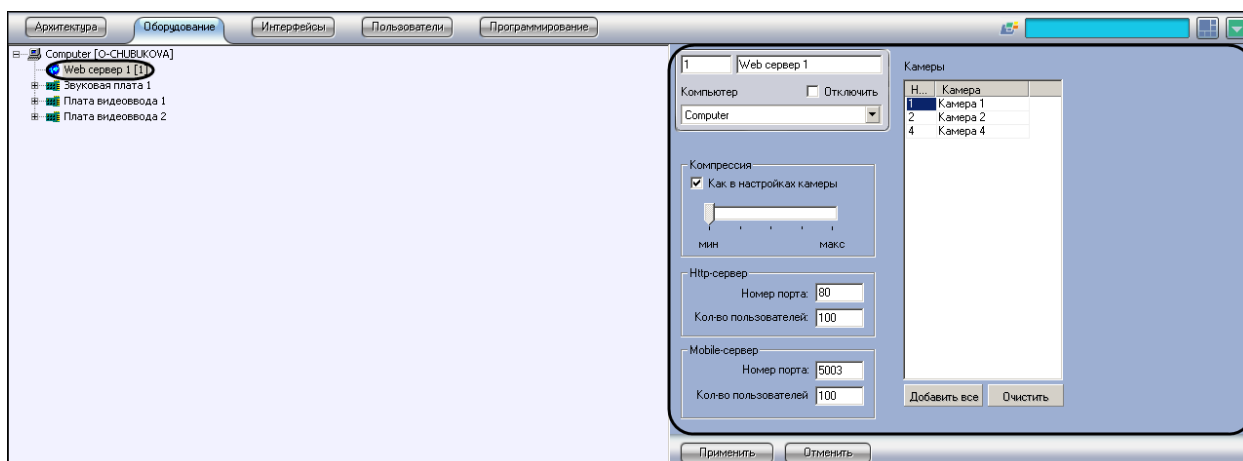 Архитектура Оборудование Интерфейсы Пользователи Программирование
Computer [O-CHUBUKOVA]
Web сервер 1 [1]
Звуковая плата 1
Плата видеоввода 1
Плата видеоввода 2
1 Web сервер 1
Компьютер Отключить
Computer
Компрессия
Как в настройках камеры
мин макс
Http-сервер
Номер порта: 80
Кол-во пользователей: 100
Mobile-сервер
Номер порта: 5003
Кол-во пользователей 100
Камеры
Н... Камера
1 Камера 1
2 Камера 2
4 Камера 4
Добавить все Очистить
Применить Отменить